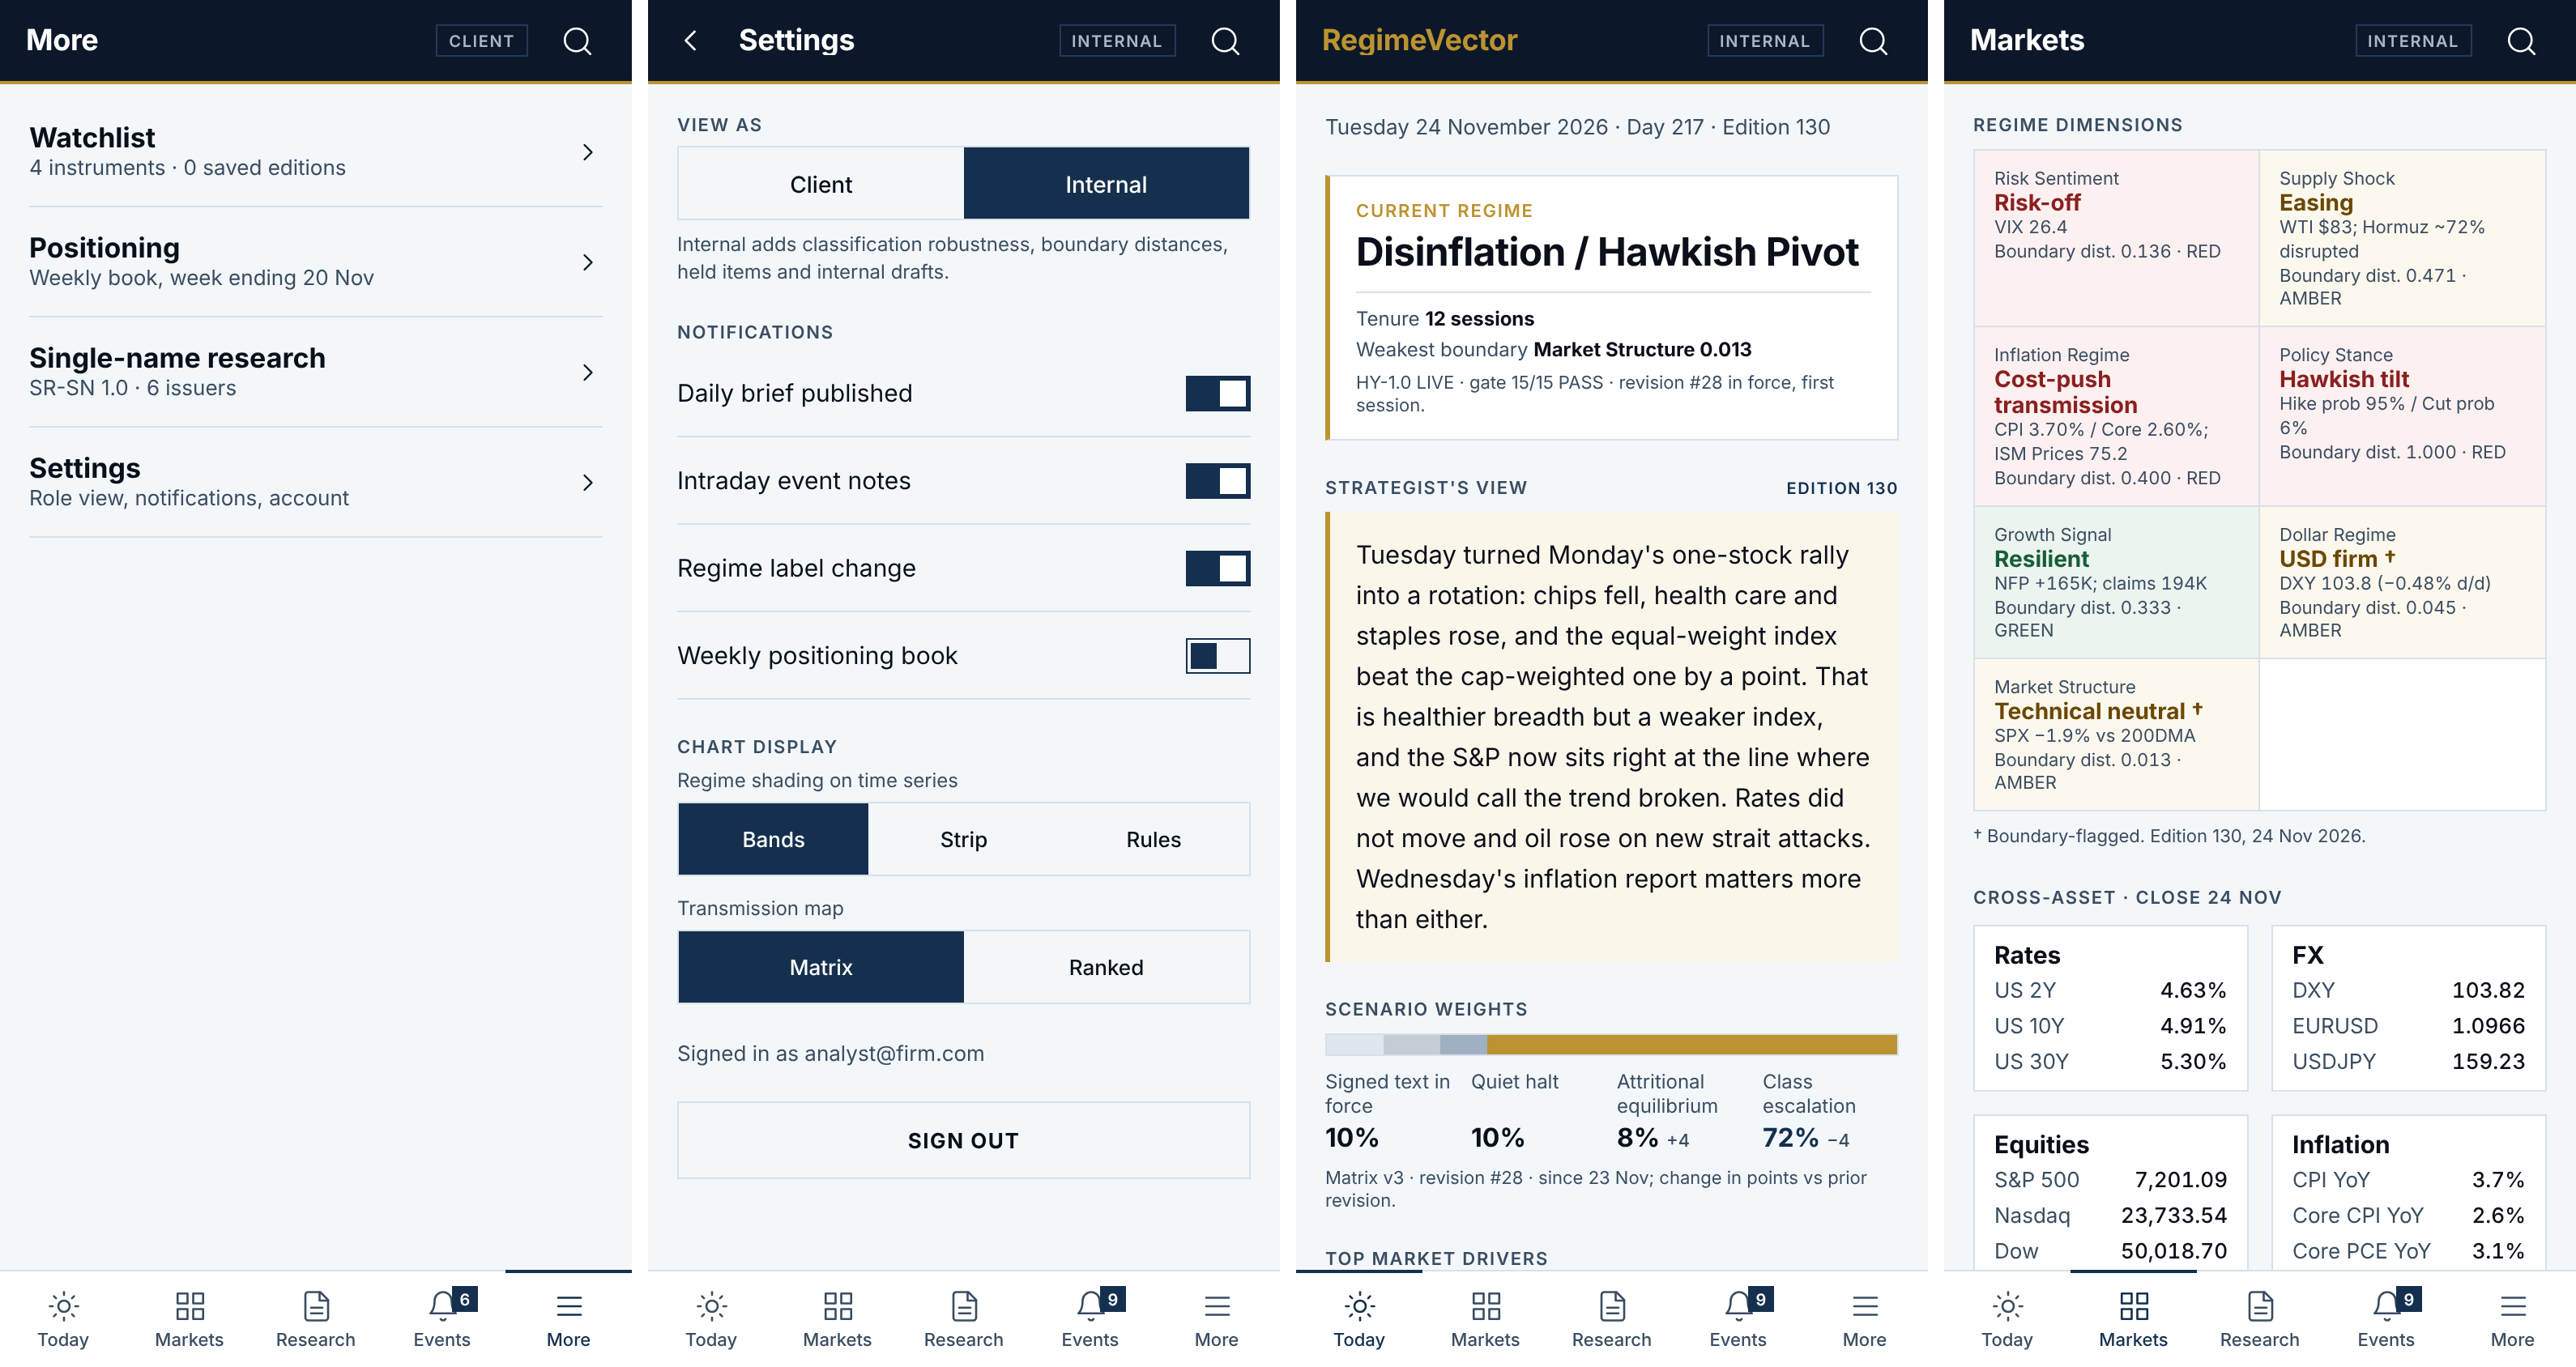 More
CLIENT
Watchlist
4 instruments · 0 saved editions
Positioning
Weekly book, week ending 20 Nov
Single-name research
SR-SN 1.0 · 6 issuers
Settings
Role view, notifications, account
Today
Markets
Research
6
Events
More
Settings
INTERNAL
VIEW AS
Client
Internal
Internal adds classification robustness, boundary distances,
held items and internal drafts.
NOTIFICATIONS
Daily brief published
Intraday event notes
Regime label change
Weekly positioning book
CHART DISPLAY
Regime shading on time series
Bands
Strip
Rules
Transmission map
Matrix
Ranked
Signed in as analyst@firm.com
SIGN OUT
Today
Markets
Research
9
Events
More
RegimeVector
INTERNAL
Tuesday 24 November 2026 · Day 217 · Edition 130
CURRENT REGIME
Disinflation / Hawkish Pivot
Tenure 12 sessions
Weakest boundary Market Structure 0.013
HY-1.0 LIVE · gate 15/15 PASS · revision #28 in force, first
session.
STRATEGIST'S VIEW
EDITION 130
Tuesday turned Monday's one-stock rally
into a rotation: chips fell, health care and
staples rose, and the equal-weight index
beat the cap-weighted one by a point. That
is healthier breadth but a weaker index,
and the S&P now sits right at the line where
we would call the trend broken. Rates did
not move and oil rose on new strait attacks.
Wednesday's inflation report matters more
than either.
SCENARIO WEIGHTS
Signed text in
force
10%
Quiet halt
10%
Attritional
equilibrium
8% +4
Class
escalation
72% −4
Matrix v3 · revision #28 · since 23 Nov; change in points vs prior
revision.
TOP MARKET DRIVERS
Today
Markets
Research
9
Events
More
Markets
INTERNAL
REGIME DIMENSIONS
Risk Sentiment
Risk-off
VIX 26.4
Boundary dist. 0.136 · RED
Supply Shock
Easing
WTI $83; Hormuz ~72%
disrupted
Boundary dist. 0.471 ·
AMBER
Inflation Regime
Cost-push
transmission
CPI 3.70% / Core 2.60%;
ISM Prices 75.2
Boundary dist. 0.400 · RED
Policy Stance
Hawkish tilt
Hike prob 95% / Cut prob
6%
Boundary dist. 1.000 · RED
Growth Signal
Resilient
NFP +165K; claims 194K
Boundary dist. 0.333 ·
GREEN
Dollar Regime
USD firm †
DXY 103.8 (−0.48% d/d)
Boundary dist. 0.045 ·
AMBER
Market Structure
Technical neutral †
SPX −1.9% vs 200DMA
Boundary dist. 0.013 ·
AMBER
† Boundary-flagged. Edition 130, 24 Nov 2026.
CROSS-ASSET · CLOSE 24 NOV
Rates
US 2Y 4.63%
US 10Y 4.91%
US 30Y 5.30%
FX
DXY 103.82
EURUSD 1.0966
USDJPY 159.23
Equities
S&P 500 7,201.09
Nasdaq 23,733.54
Dow 50,018.70
Inflation
CPI YoY 3.7%
Core CPI YoY 2.6%
Core PCE YoY 3.1%
Today
Markets
Research
9
Events
More